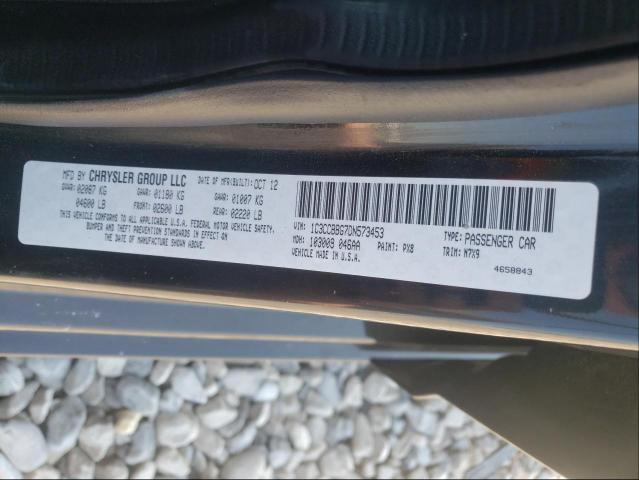 MFD BY CHRYSLER GROUP LLC DATE OF MFR(BUILT): OCT 12
GVWR: 02087 KG GAWR: 01180 KG GAWR: 01007 KG
04600 LB FRONT: 02600 LB REAR: 02220 LB
THIS VEHICLE CONFORMS TO ALL APPLICABLE U.S.A. FEDERAL MOTOR VEHICLE SAFETY,
BUMPER AND THEFT PREVENTION STANDARDS IN EFFECT ON THE
DATE OF MANUFACTURE SHOWN ABOVE.
VIN: 1C3CCBBG7DN573453 TYPE: PASSENGER CAR
MDH: 103009 046AA PAINT: PX8 TRIM: N7X9
VEHICLE MADE IN U.S.A.
4658843